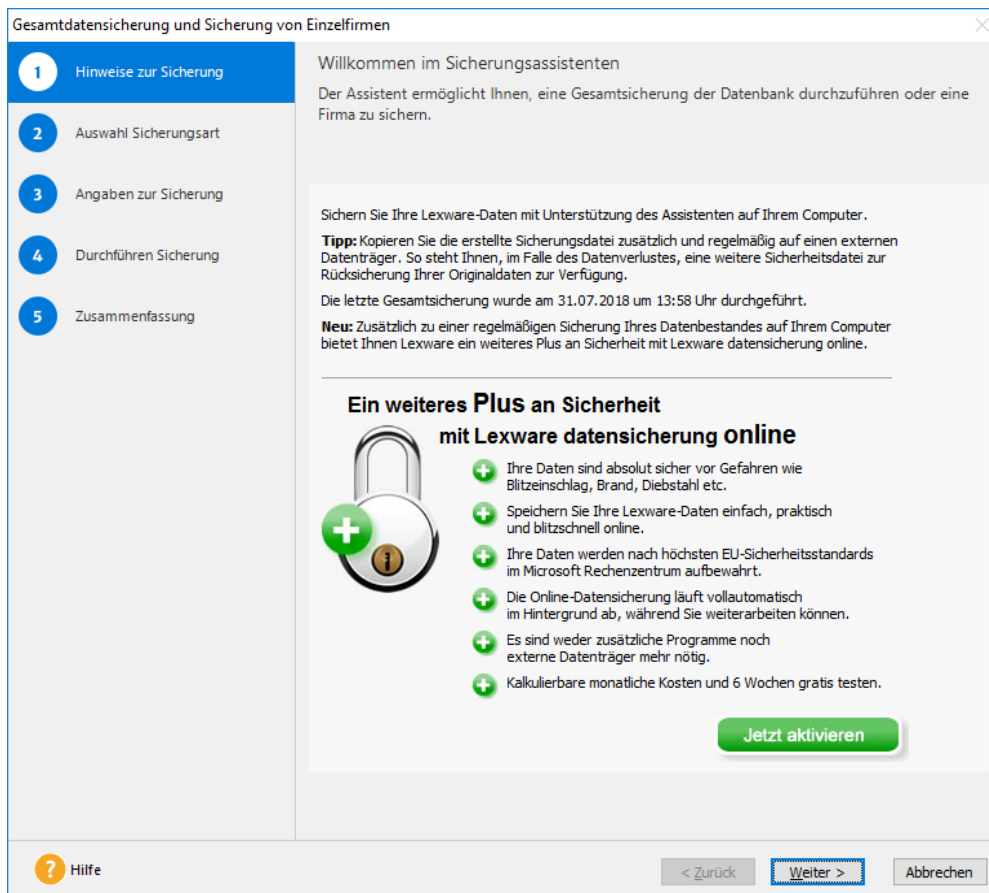 Gesamtdatensicherung und Sicherung von Einzelfirmen
1 Hinweise zur Sicherung
2 Auswahl Sicherungsart
3 Angaben zur Sicherung
4 Durchführen Sicherung
5 Zusammenfassung
Willkommen im Sicherungsassistenten
Der Assistent ermöglicht Ihnen, eine Gesamtsicherung der Datenbank durchzuführen oder eine
Firma zu sichern.
Sichern Sie Ihre Lexware-Daten mit Unterstützung des Assistenten auf Ihrem Computer.
Tipp: Kopieren Sie die erstellte Sicherungsdatei zusätzlich und regelmäßig auf einen externen
Datenträger. So steht Ihnen, im Falle des Datenverlustes, eine weitere Sicherheitsdatei zur
Rücksicherung Ihrer Originaldaten zur Verfügung.
Die letzte Gesamtsicherung wurde am 31.07.2018 um 13:58 Uhr durchgeführt.
Neu: Zusätzlich zu einer regelmäßigen Sicherung Ihres Datenbestandes auf Ihrem Computer
bietet Ihnen Lexware ein weiteres Plus an Sicherheit mit Lexware datensicherung online.
Ein weiteres Plus an Sicherheit
mit Lexware datensicherung online
Ihre Daten sind absolut sicher vor Gefahren wie
Blitzeinschlag, Brand, Diebstahl etc.
Speichern Sie Ihre Lexware-Daten einfach, praktisch
und blitzschnell online.
Ihre Daten werden nach höchsten EU-Sicherheitsstandards
im Microsoft Rechenzentrum aufbewahrt.
Die Online-Datensicherung läuft vollautomatisch
im Hintergrund ab, während Sie weiterarbeiten können.
Es sind weder zusätzliche Programme noch
externe Datenträger mehr nötig.
Kalkulierbare monatliche Kosten und 6 Wochen gratis testen.
Jetzt aktivieren
? Hilfe
< Zurück
Weiter >
Abbrechen